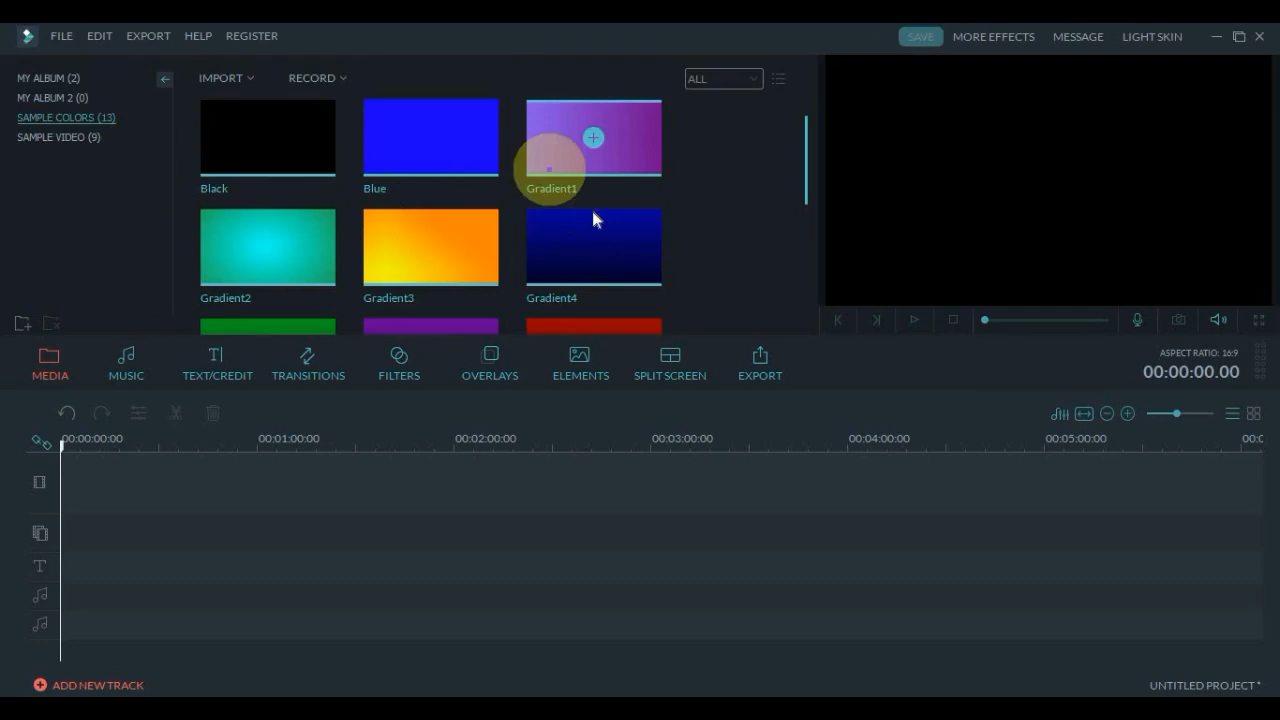 FILE EDIT EXPORT HELP REGISTER SAVE MORE EFFECTS MESSAGE LIGHT SKIN
MY ALBUM (2)
MY ALBUM 2 (0)
SAMPLE COLORS (13)
SAMPLE VIDEO (9)
IMPORT RECORD ALL
Black Blue Gradient1
Gradient2 Gradient3 Gradient4
MEDIA MUSIC TEXT/CREDIT TRANSITIONS FILTERS OVERLAYS ELEMENTS SPLIT SCREEN EXPORT
ASPECT RATIO: 16:9
00:00:00.00
00:00:00:00 00:01:00:00 00:02:00:00 00:03:00:00 00:04:00:00 00:05:00:00
ADD NEW TRACK
UNTITLED PROJECT *